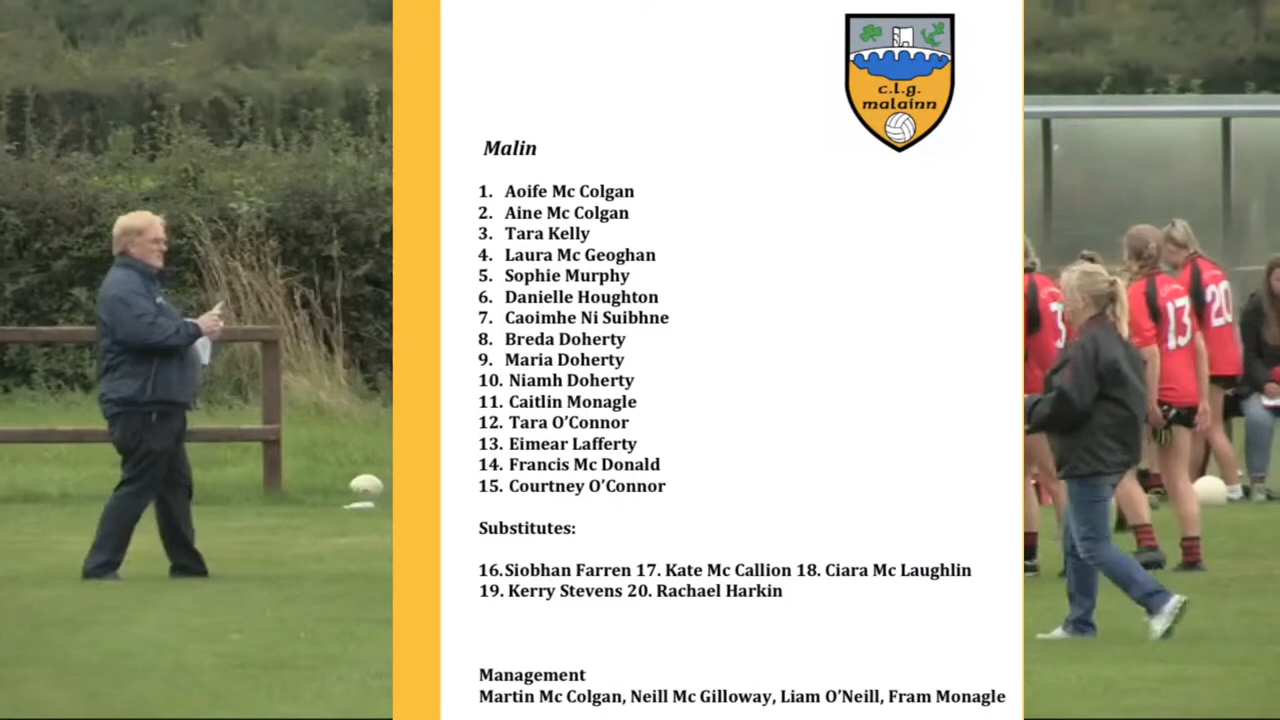 c.l.g.
malaínn
Malin
1. Aoife Mc Colgan
2. Aine Mc Colgan
3. Tara Kelly
4. Laura Mc Geoghan
5. Sophie Murphy
6. Danielle Houghton
7. Caoimhe Ni Suibhne
8. Breda Doherty
9. Maria Doherty
10. Niamh Doherty
11. Caitlin Monagle
12. Tara O’Connor
13. Eimear Lafferty
14. Francis Mc Donald
15. Courtney O’Connor
Substitutes:
16. Siobhan Farren 17. Kate Mc Callion 18. Ciara Mc Laughlin
19. Kerry Stevens 20. Rachael Harkin
Management
Martin Mc Colgan, Neill Mc Gilloway, Liam O’Neill, Fram Monagle
3
13
20